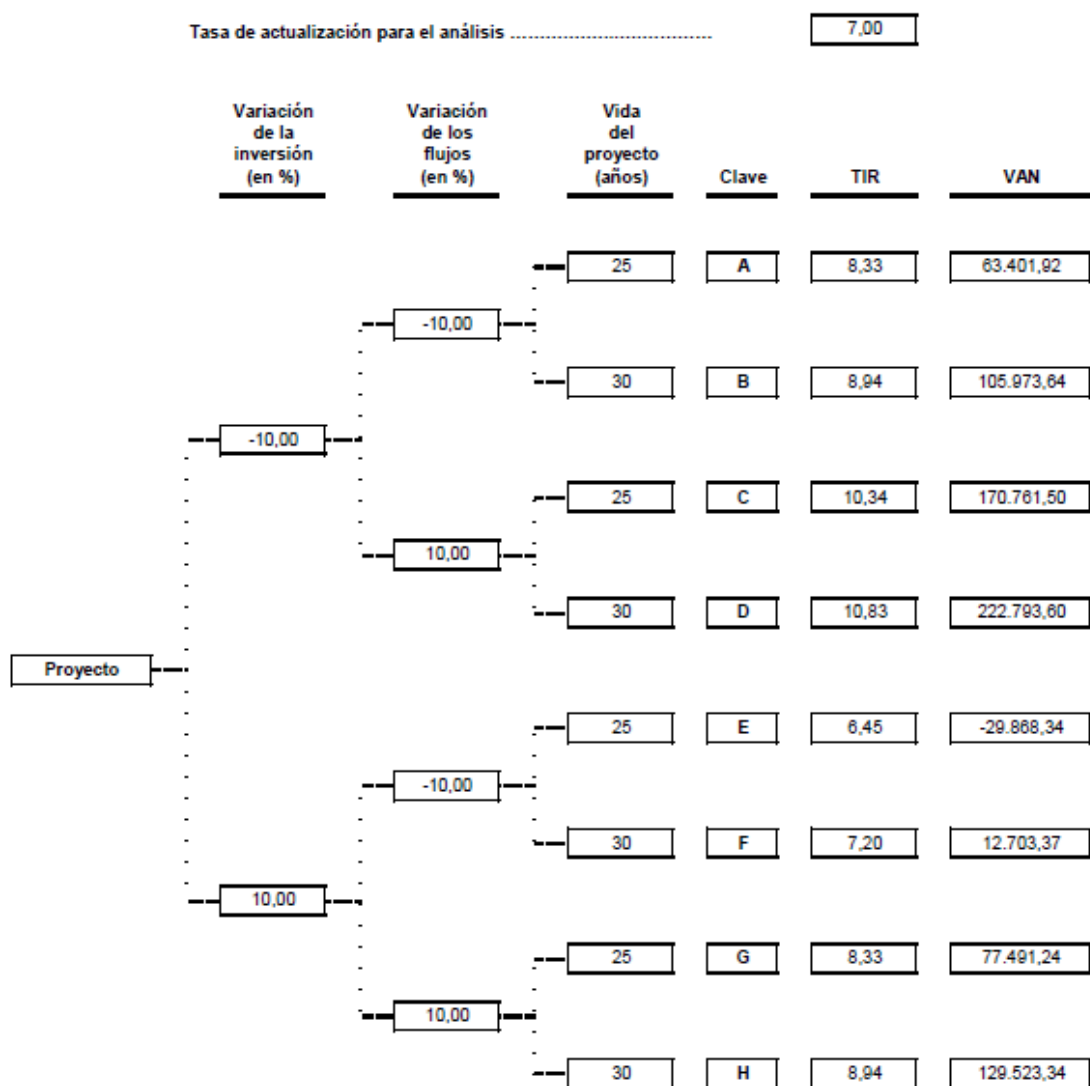 Tasa de actualización para el análisis ................................... 7,00
Variación de la inversión (en %)
Variación de los flujos (en %)
Vida del proyecto (años)
Clave
TIR
VAN
25 A 8,33 63.401,92
-10,00
30 B 8,94 105.973,64
-10,00
25 C 10,34 170.761,50
10,00
30 D 10,83 222.793,60
Proyecto
25 E 6,45 -29.868,34
-10,00
30 F 7,20 12.703,37
10,00
25 G 8,33 77.491,24
10,00
30 H 8,94 129.523,34